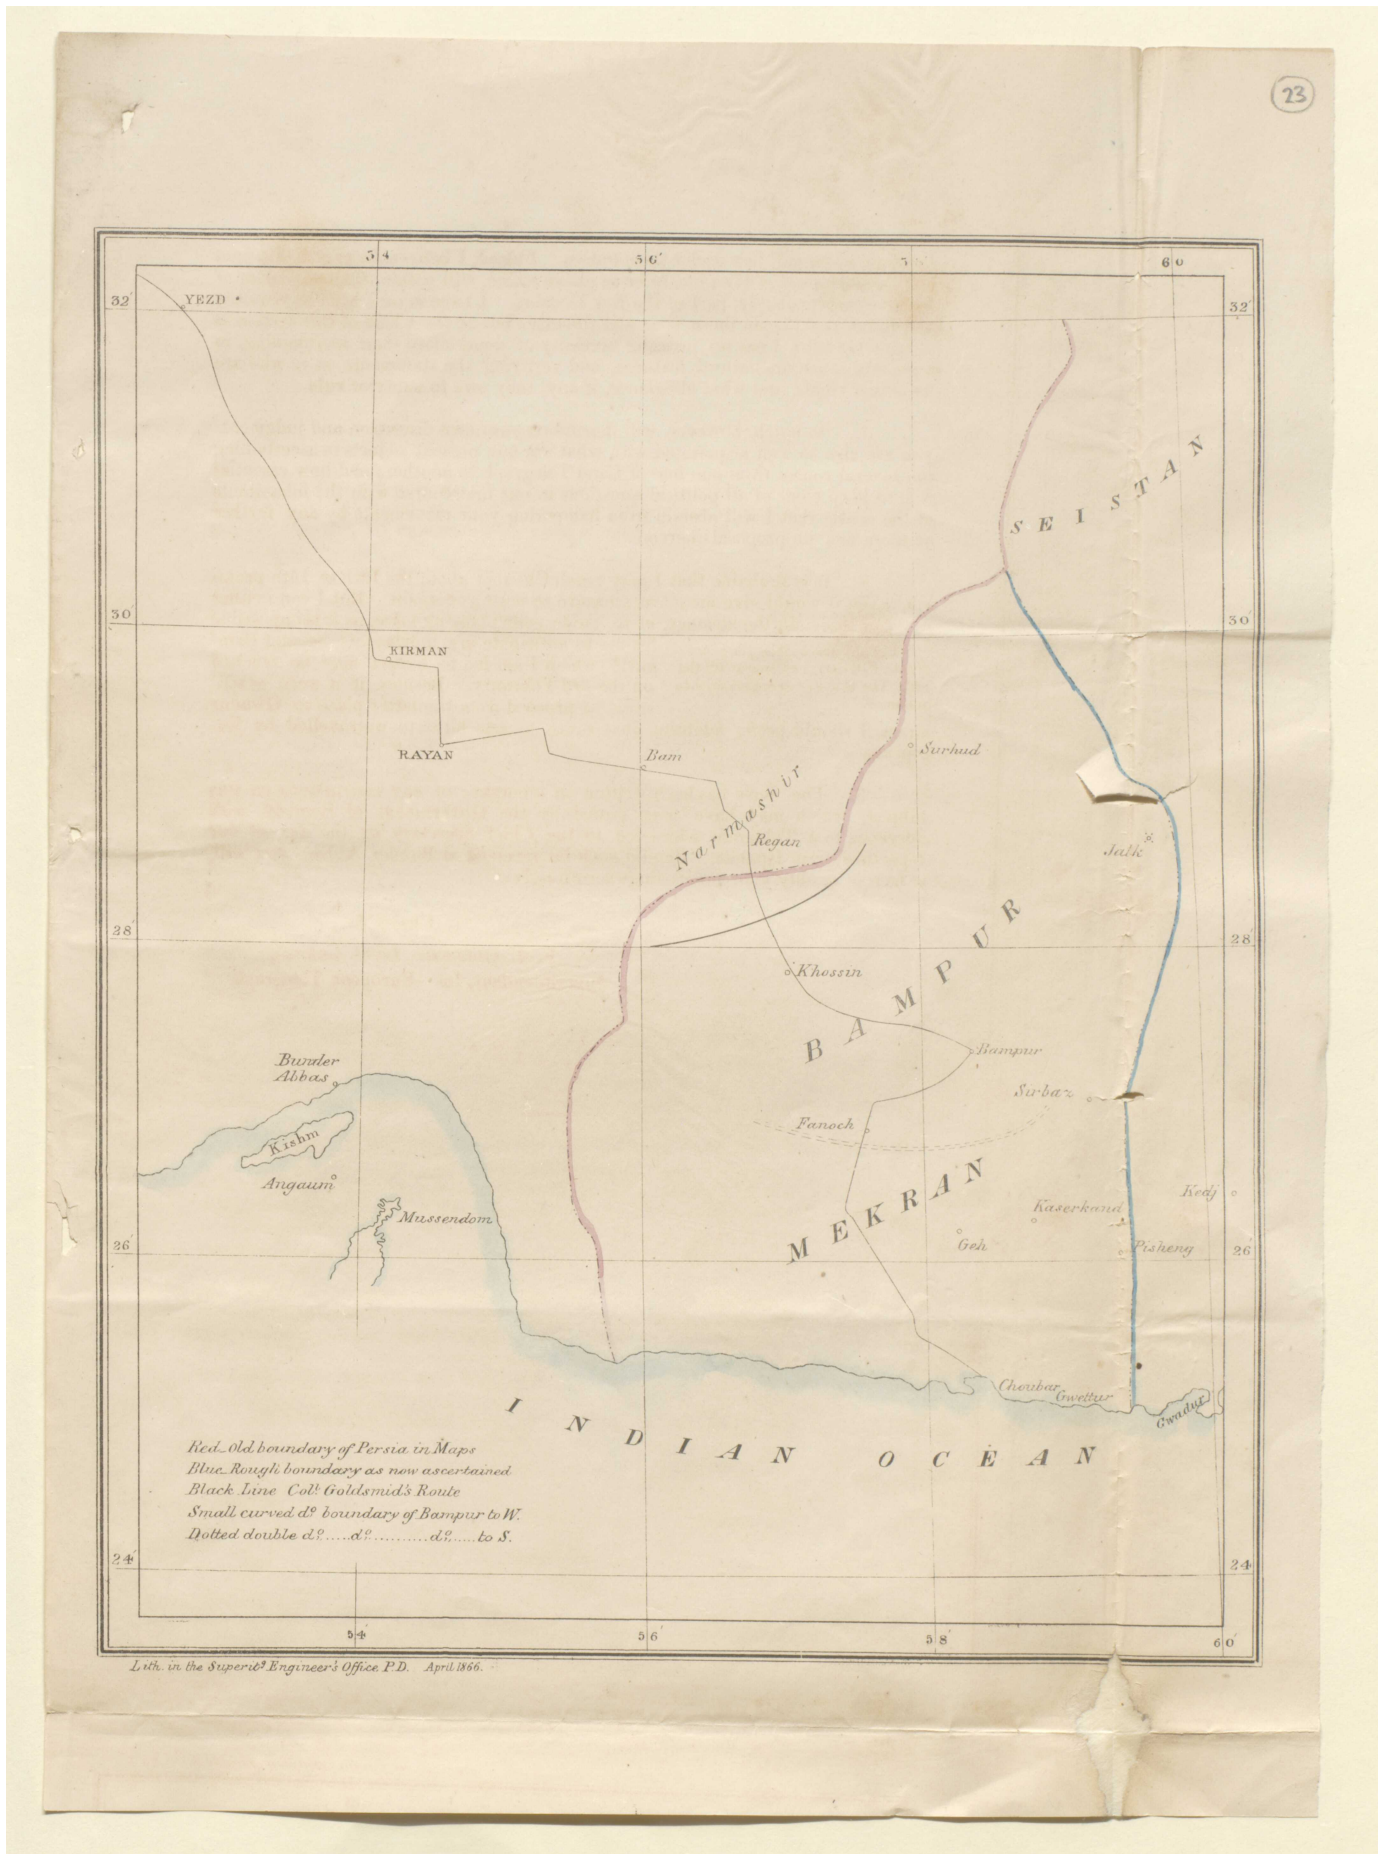 23
54
56
60
32
YEZD
32
SEISTAN
30
30
KIRMAN
RAYAN
Bam
Surhud
Narmashir
Regan
Jalk
28
28
BAMPUR
Khossin
Bampur
Bunder
Abbas
Sirbaz
Fanoch
Kishm
Angaum
MEKRAN
Kedj
Kaserkand
Mussendom
Geh
Pisheng
26
26
Choubar
Gwettur
Gwadur
INDIAN OCEAN
Red_Old boundary of Persia in Maps
Blue_Rough boundary as now ascertained
Black Line Colˡ. Goldsmid's Route
Small curved dº. boundary of Bampur to W.
Dotted double dº.....dº...........dº.....to S.
24
24
54
56
58
60
Lith. in the Superitᵍ. Engineer's Office P.D. April 1866.